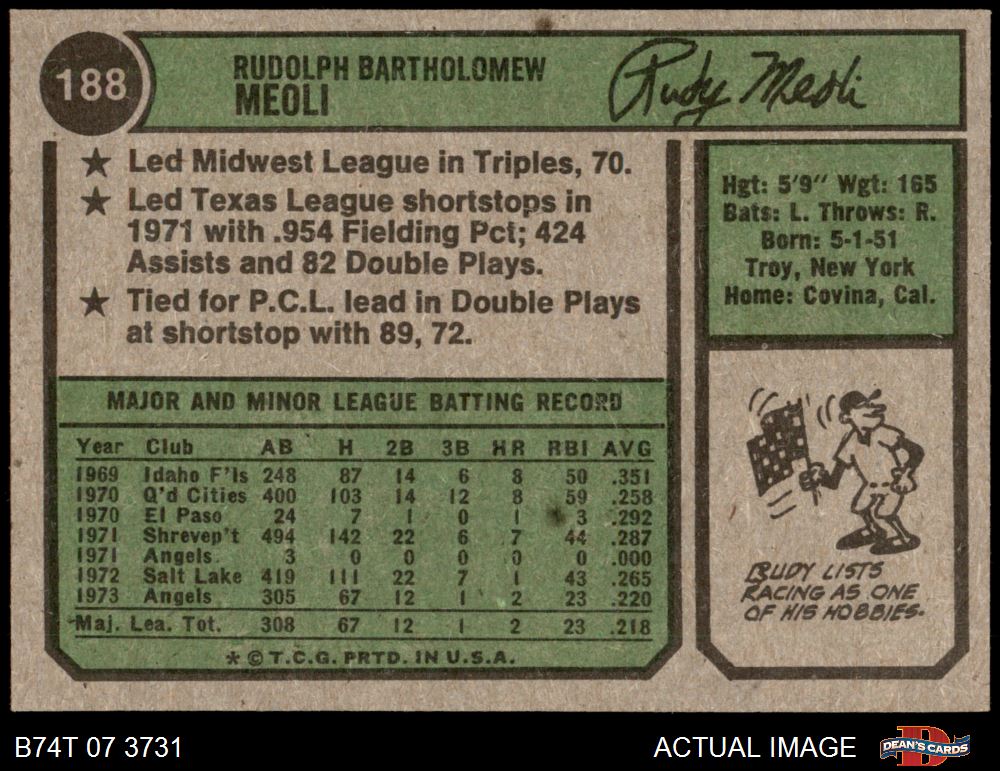 188
RUDOLPH BARTHOLOMEW
MEOLI
Rudy Meoli
★ Led Midwest League in Triples, 70.
★ Led Texas League shortstops in
1971 with .954 Fielding Pct; 424
Assists and 82 Double Plays.
★ Tied for P.C.L. lead in Double Plays
at shortstop with 89, 72.
Hgt: 5'9" Wgt: 165
Bats: L. Throws: R.
Born: 5-1-51
Troy, New York
Home: Covina, Cal.
MAJOR AND MINOR LEAGUE BATTING RECORD
Year Club AB H 2B 3B HR RBI AVG
1969 Idaho F'ls 248 87 14 6 8 50 .351
1970 Q'd Cities 400 103 14 12 8 59 .258
1970 El Paso 24 7 1 0 1 3 .292
1971 Shrevep't 494 142 22 6 7 44 .287
1971 Angels 3 0 0 0 0 0 .000
1972 Salt Lake 419 111 22 7 1 43 .265
1973 Angels 305 67 12 1 2 23 .220
Maj. Lea. Tot. 308 67 12 1 2 23 .218
* © T.C.G. PRTD. IN U.S.A.
RUDY LISTS
RACING AS ONE
OF HIS HOBBIES.
B74T 07 3731
ACTUAL IMAGE
DEAN'S CARDS